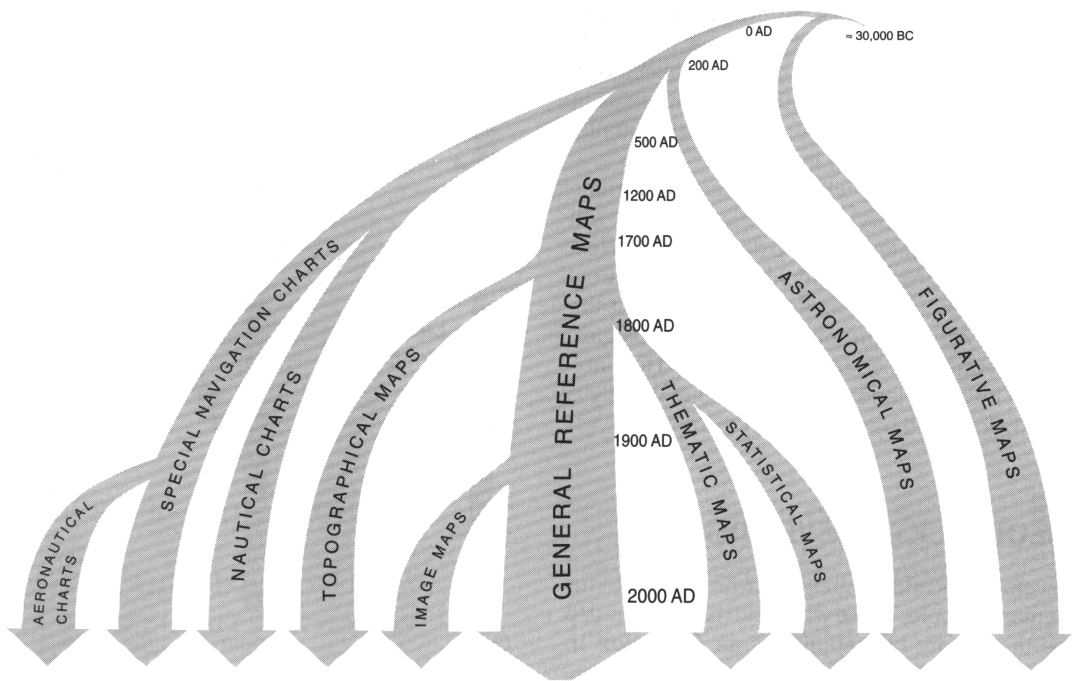 0 AD
≈ 30,000 BC
200 AD
500 AD
1200 AD
1700 AD
1800 AD
1900 AD
2000 AD
AERONAUTICAL
CHARTS
SPECIAL NAVIGATION CHARTS
NAUTICAL CHARTS
TOPOGRAPHICAL MAPS
IMAGE MAPS
GENERAL REFERENCE MAPS
THEMATIC MAPS
STATISTICAL MAPS
ASTRONOMICAL MAPS
FIGURATIVE MAPS